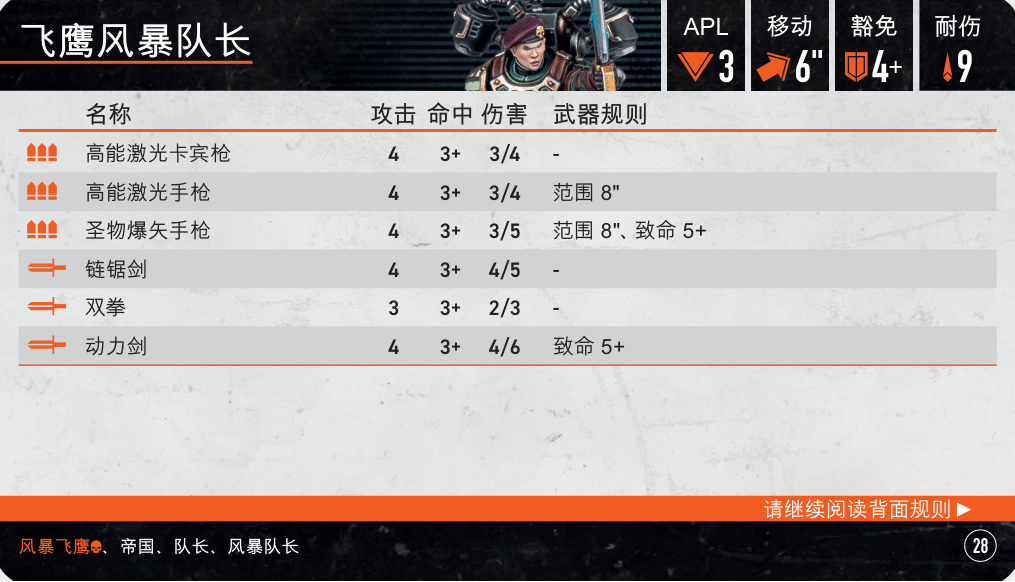 飞鹰风暴队长
APL 移动 豁免 耐伤
3 6" 4+ 9
名称 攻击 命中 伤害 武器规则
高能激光卡宾枪 4 3+ 3/4 -
高能激光手枪 4 3+ 3/4 范围 8"
圣物爆矢手枪 4 3+ 3/5 范围 8"、致命 5+
链锯剑 4 3+ 4/5 -
双拳 3 3+ 2/3 -
动力剑 4 3+ 4/6 致命 5+
请继续阅读背面规则▶
风暴飞鹰、帝国、队长、风暴队长
28